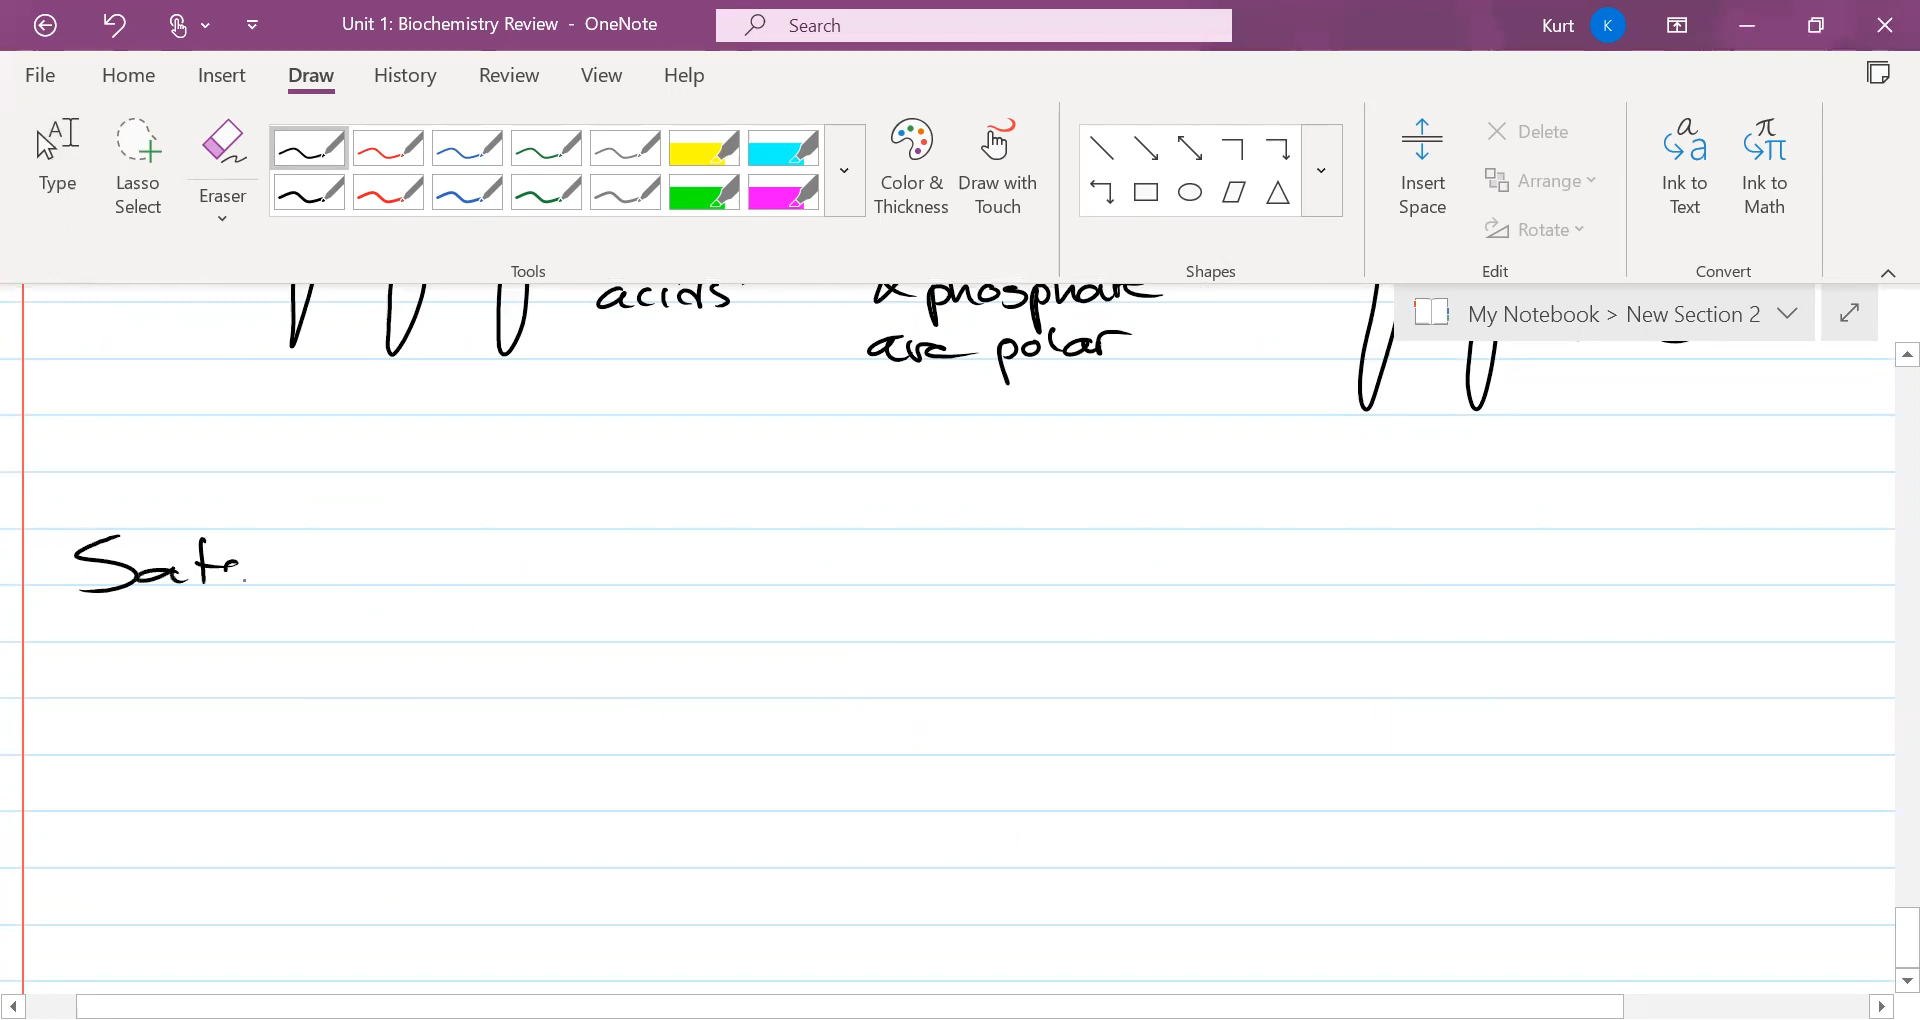 Unit 1: Biochemistry Review - OneNote
Search
Kurt
K
File Home Insert Draw History Review View Help
Type
Lasso Select
Eraser
Color & Thickness
Draw with Touch
Insert Space
Delete
Arrange
Rotate
Ink to Text
Ink to Math
Tools
Shapes
Edit
Convert
My Notebook > New Section 2
acids
& phosphate
are polar
Sat